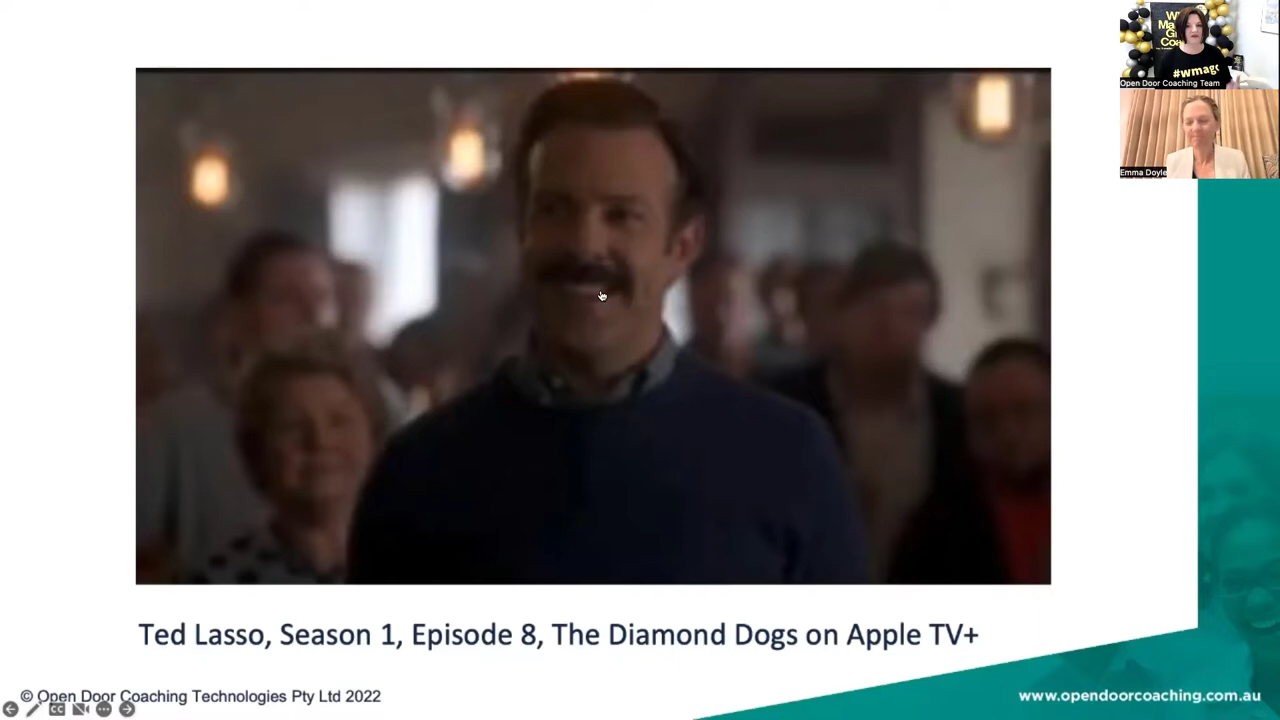 #wmagc
Open Door Coaching Team
Emma Doyle
Ted Lasso, Season 1, Episode 8, The Diamond Dogs on Apple TV+
© Open Door Coaching Technologies Pty Ltd 2022
www.opendoorcoaching.com.au